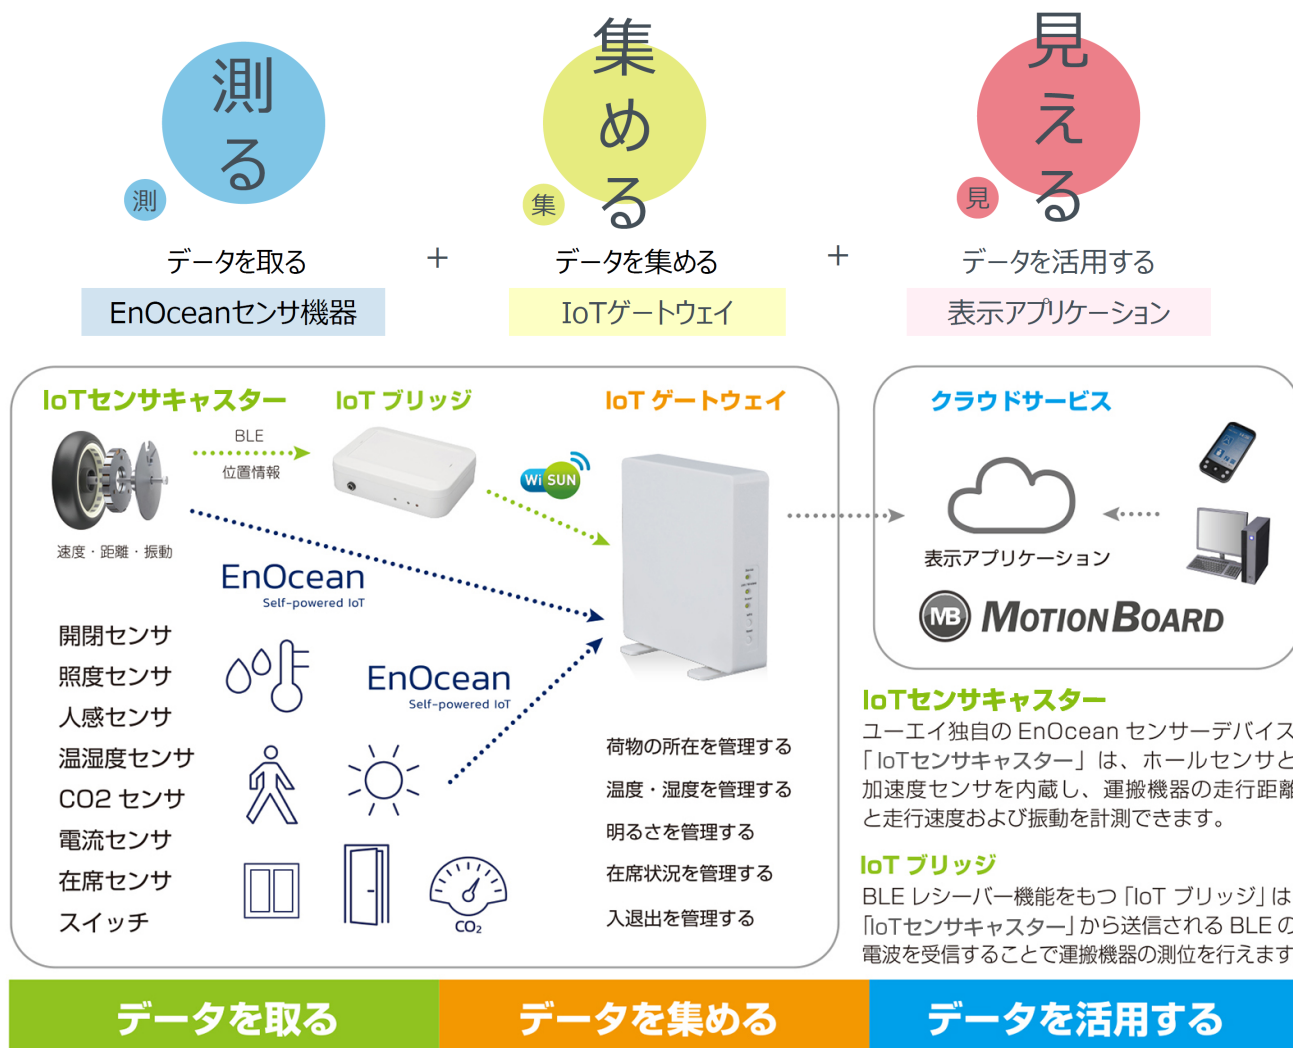 測る
集める
見える
測
集
見
データを取る
+
データを集める
+
データを活用する
EnOceanセンサ機器
IoTゲートウェイ
表示アプリケーション
IoTセンサキャスター
IoT ブリッジ
IoT ゲートウェイ
BLE
位置情報
Wi SUN
速度・距離・振動
EnOcean
Self-powered IoT
EnOcean
Self-powered IoT
開閉センサ
照度センサ
人感センサ
温湿度センサ
CO2 センサ
電流センサ
在席センサ
スイッチ
CO₂
荷物の所在を管理する
温度・湿度を管理する
明るさを管理する
在席状況を管理する
入退出を管理する
クラウドサービス
表示アプリケーション
MB MOTIONBOARD
IoTセンサキャスター
ユーエイ独自の EnOcean センサーデバイス
「IoTセンサキャスター」は、ホールセンサと
加速度センサを内蔵し、運搬機器の走行距離
と走行速度および振動を計測できます。
IoT ブリッジ
BLE レシーバー機能をもつ「IoT ブリッジ」は
「IoTセンサキャスター」から送信される BLE の
電波を受信することで運搬機器の測位を行えます
データを取る
データを集める
データを活用する